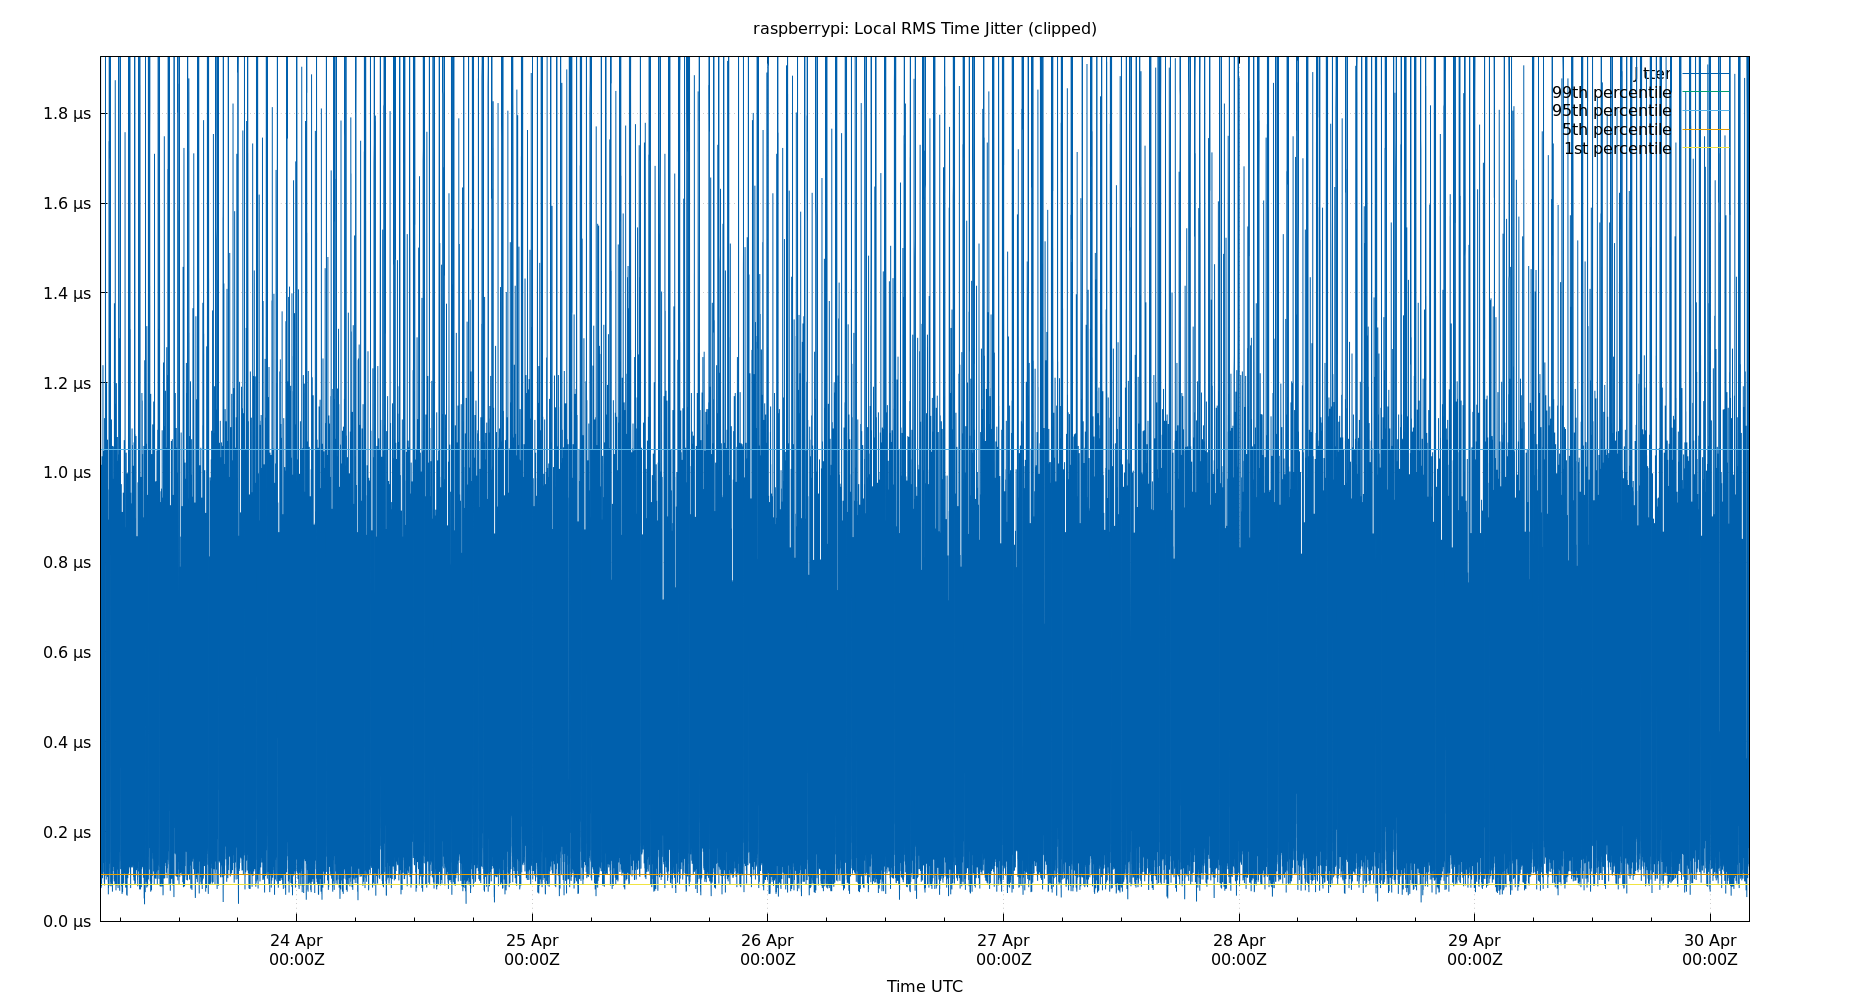 raspberrypi: Local RMS Time Jitter (clipped)
jitter
99th percentile
95th percentile
5th percentile
1st percentile
1.8 µs
1.6 µs
1.4 µs
1.2 µs
1.0 µs
0.8 µs
0.6 µs
0.4 µs
0.2 µs
0.0 µs
24 Apr 25 Apr 26 Apr 27 Apr 28 Apr 29 Apr 30 Apr
00:00Z 00:00Z 00:00Z 00:00Z 00:00Z 00:00Z 00:00Z
Time UTC